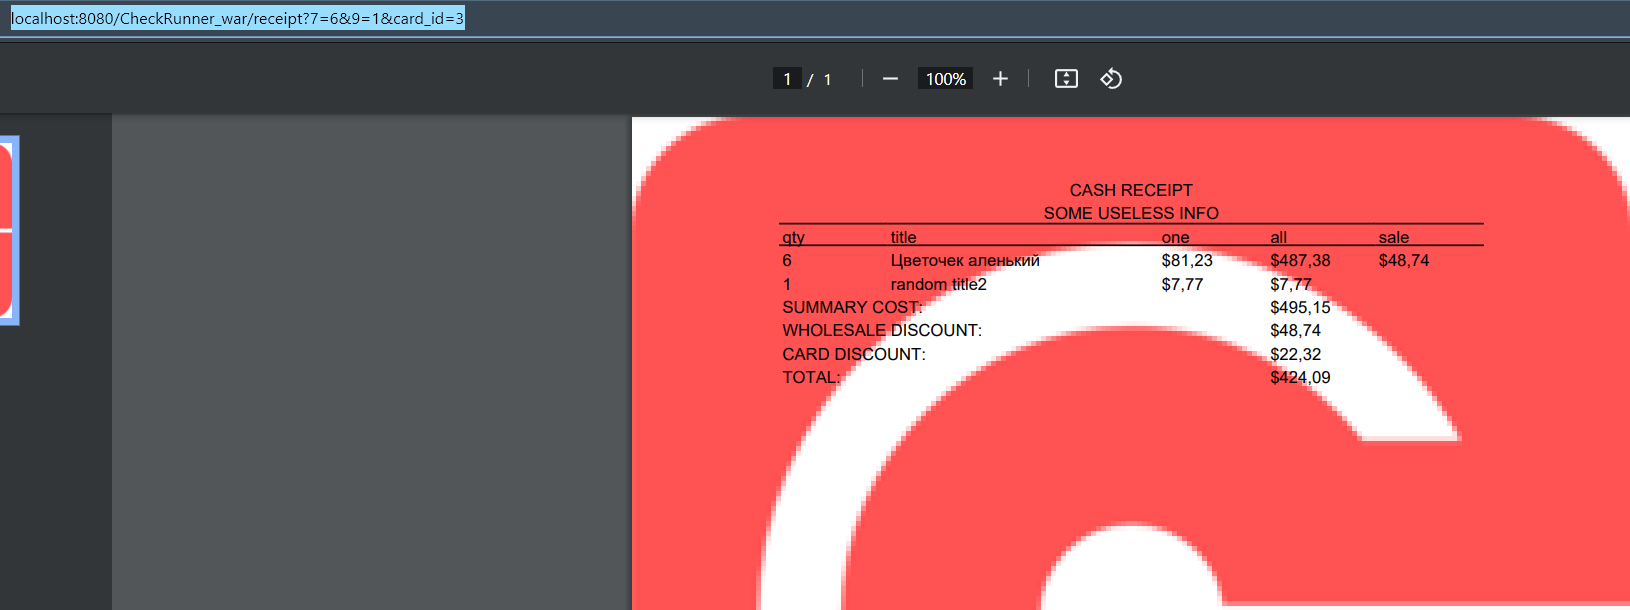 localhost:8080/CheckRunner_war/receipt?7=6&9=1&card_id=3
1 / 1 100%
CASH RECEIPT
SOME USELESS INFO
qty title one all sale
6 Цветочек аленький $81,23 $487,38 $48,74
1 random title2 $7,77 $7,77
SUMMARY COST: $495,15
WHOLESALE DISCOUNT: $48,74
CARD DISCOUNT: $22,32
TOTAL: $424,09